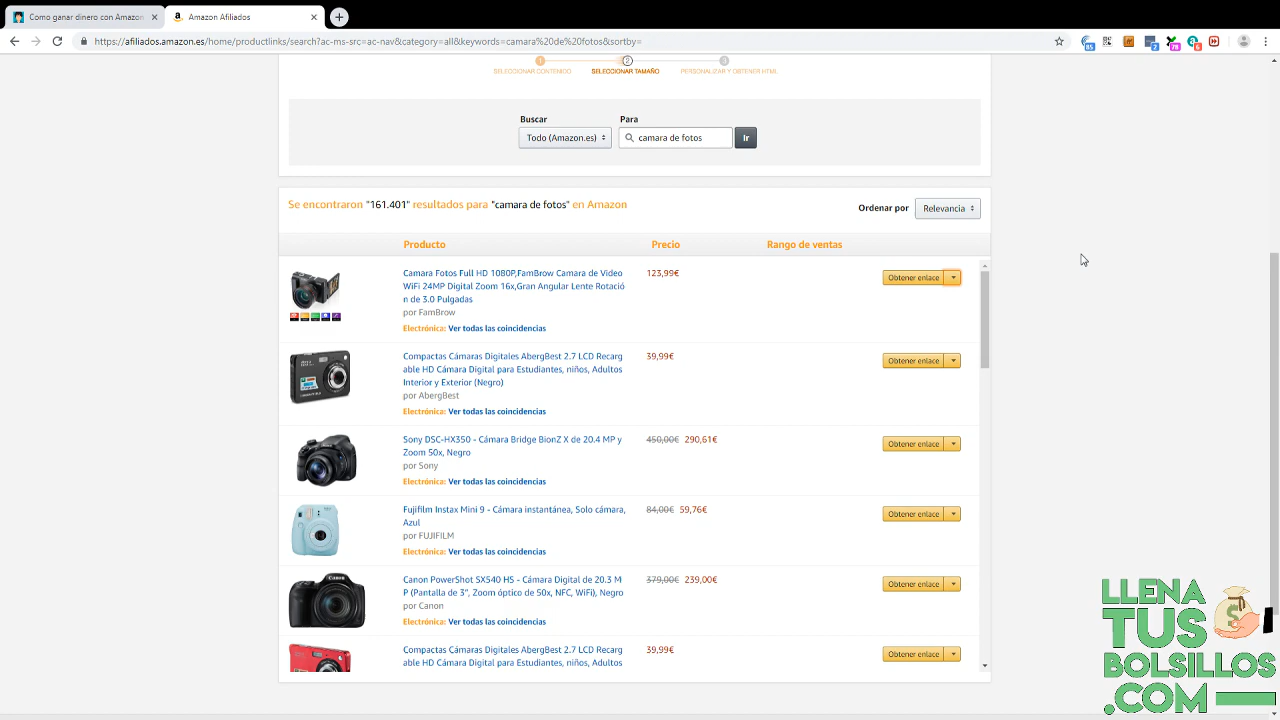 Como ganar dinero con Amazon
Amazon Afiliados
https://afiliados.amazon.es/home/productlinks/search?ac-ms-src=ac-nav&category=all&keywords=camara%20de%20fotos&sortby=
1
2
3
SELECCIONAR CONTENIDO
SELECCIONAR TAMAÑO
PERSONALIZAR Y OBTENER HTML
Buscar
Para
Todo (Amazon.es)
camara de fotos
Ir
Se encontraron "161.401" resultados para "camara de fotos" en Amazon
Ordenar por
Relevancia
Producto
Precio
Rango de ventas
Camara Fotos Full HD 1080P,FamBrow Camara de Video
WiFi 24MP Digital Zoom 16x,Gran Angular Lente Rotació
n de 3.0 Pulgadas
por FamBrow
Electrónica: Ver todas las coincidencias
123,99€
Obtener enlace
Compactas Cámaras Digitales AbergBest 2.7 LCD Recarg
able HD Cámara Digital para Estudiantes, niños, Adultos
Interior y Exterior (Negro)
por AbergBest
Electrónica: Ver todas las coincidencias
39,99€
Obtener enlace
Sony DSC-HX350 - Cámara Bridge BionZ X de 20.4 MP y
Zoom 50x, Negro
por Sony
Electrónica: Ver todas las coincidencias
450,00€ 290,61€
Obtener enlace
Fujifilm Instax Mini 9 - Cámara instantánea, Solo cámara,
Azul
por FUJIFILM
Electrónica: Ver todas las coincidencias
84,00€ 59,76€
Obtener enlace
Canon PowerShot SX540 HS - Cámara Digital de 20.3 M
P (Pantalla de 3", Zoom óptico de 50x, NFC, WiFi), Negro
por Canon
Electrónica: Ver todas las coincidencias
379,00€ 239,00€
Obtener enlace
Compactas Cámaras Digitales AbergBest 2.7 LCD Recarg
able HD Cámara Digital para Estudiantes, niños, Adultos
39,99€
Obtener enlace
LLENA
TUS
BOLSILLOS
.COM